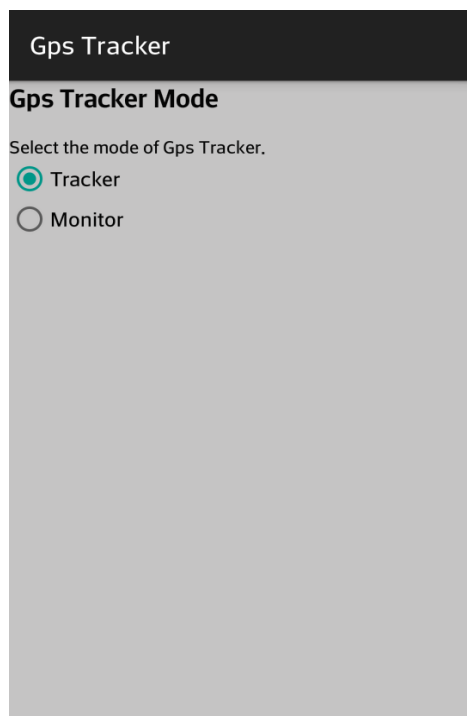 Gps Tracker
Gps Tracker Mode
Select the mode of Gps Tracker.
Tracker
Monitor